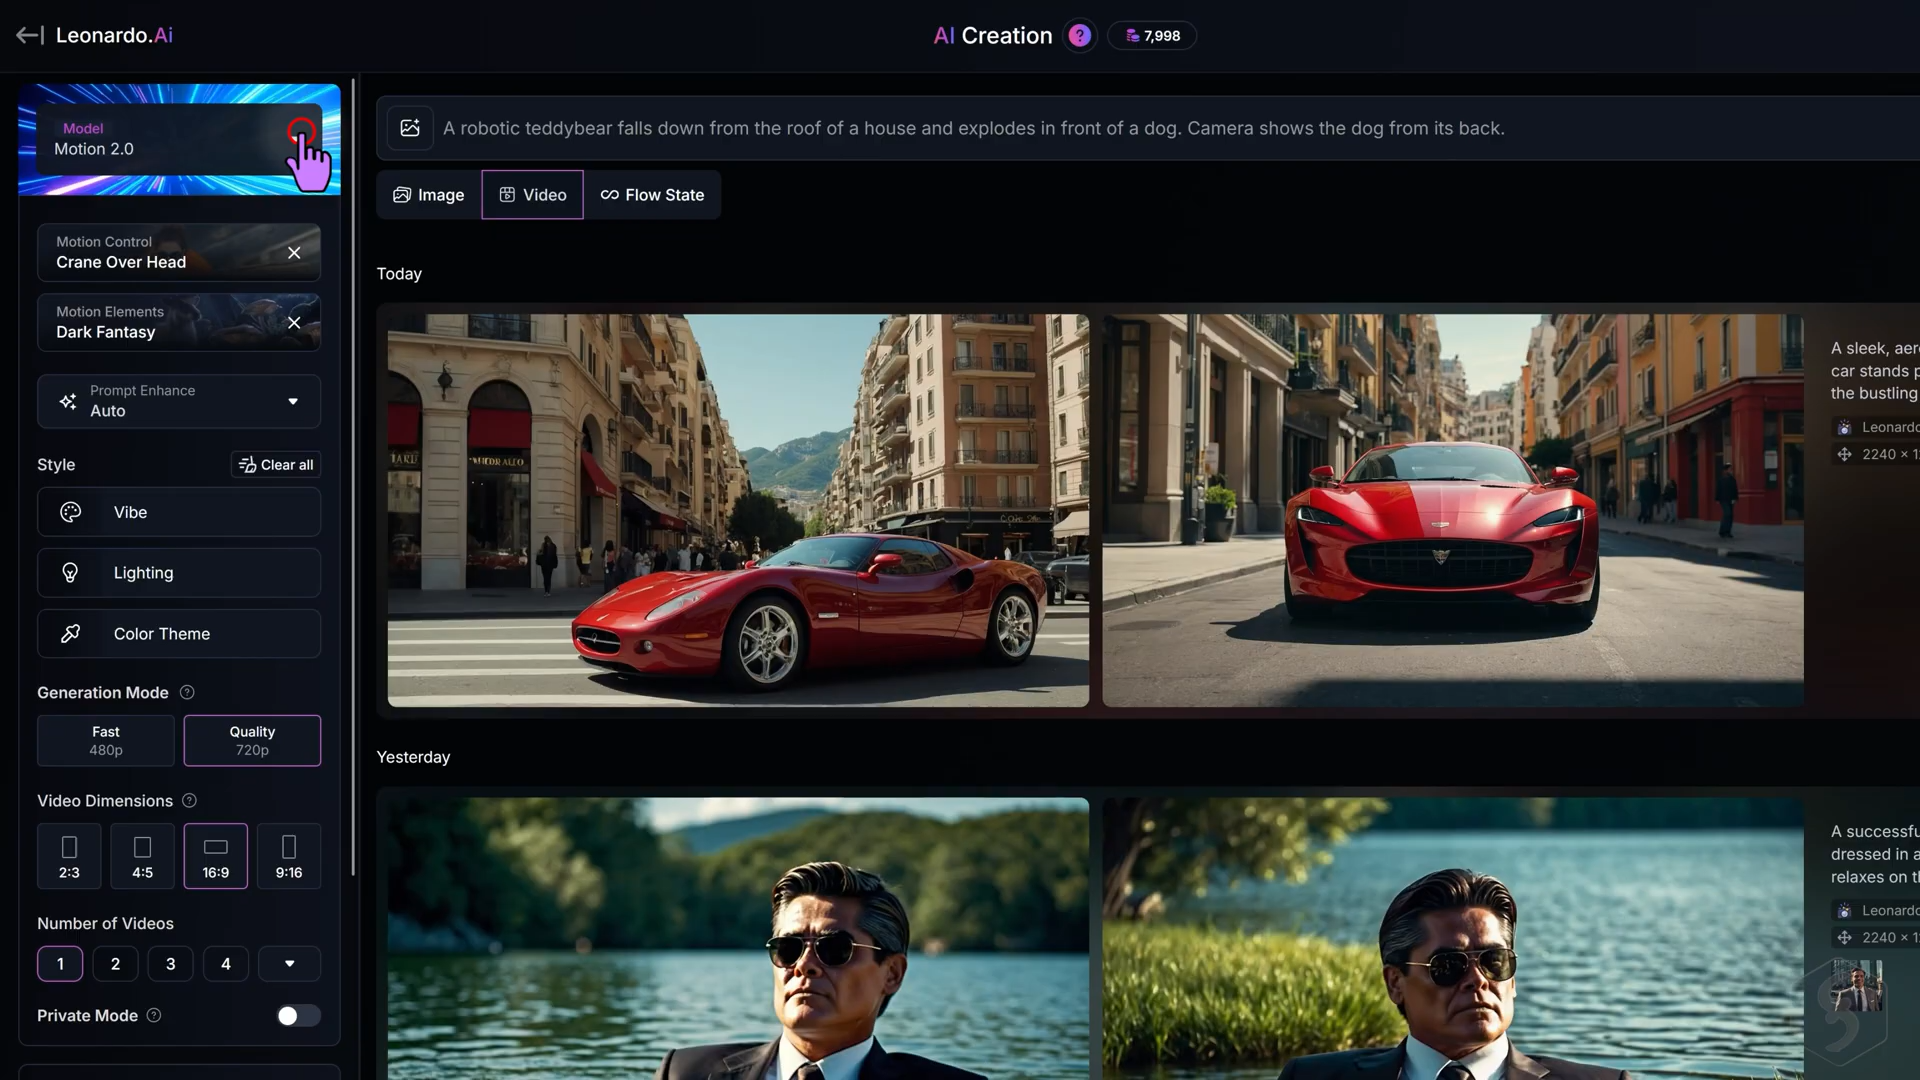 Leonardo.Ai
AI Creation
?
7,998
Model
Motion 2.0
A robotic teddybear falls down from the roof of a house and explodes in front of a dog. Camera shows the dog from its back.
Image
Video
Flow State
Motion Control
Crane Over Head
Motion Elements
Dark Fantasy
Prompt Enhance
Auto
Style
Clear all
Vibe
Lighting
Color Theme
Generation Mode ?
Fast
480p
Quality
720p
Video Dimensions ?
2:3
4:5
16:9
9:16
Number of Videos
1
2
3
4
Private Mode ?
Today
A sleek, aer
car stands p
the bustling
Leonardo
2240 × 1
Yesterday
A successfu
dressed in a
relaxes on t
Leonardo
2240 × 1